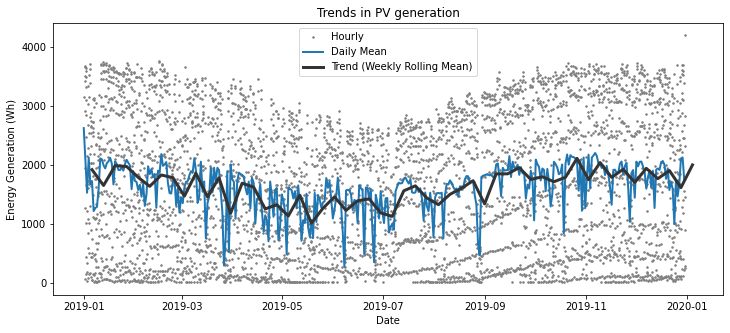 Trends in PV generation
Hourly
Daily Mean
Trend (Weekly Rolling Mean)
Energy Generation (Wh)
4000
3000
2000
1000
0
2019-01
2019-03
2019-05
2019-07
2019-09
2019-11
2020-01
Date